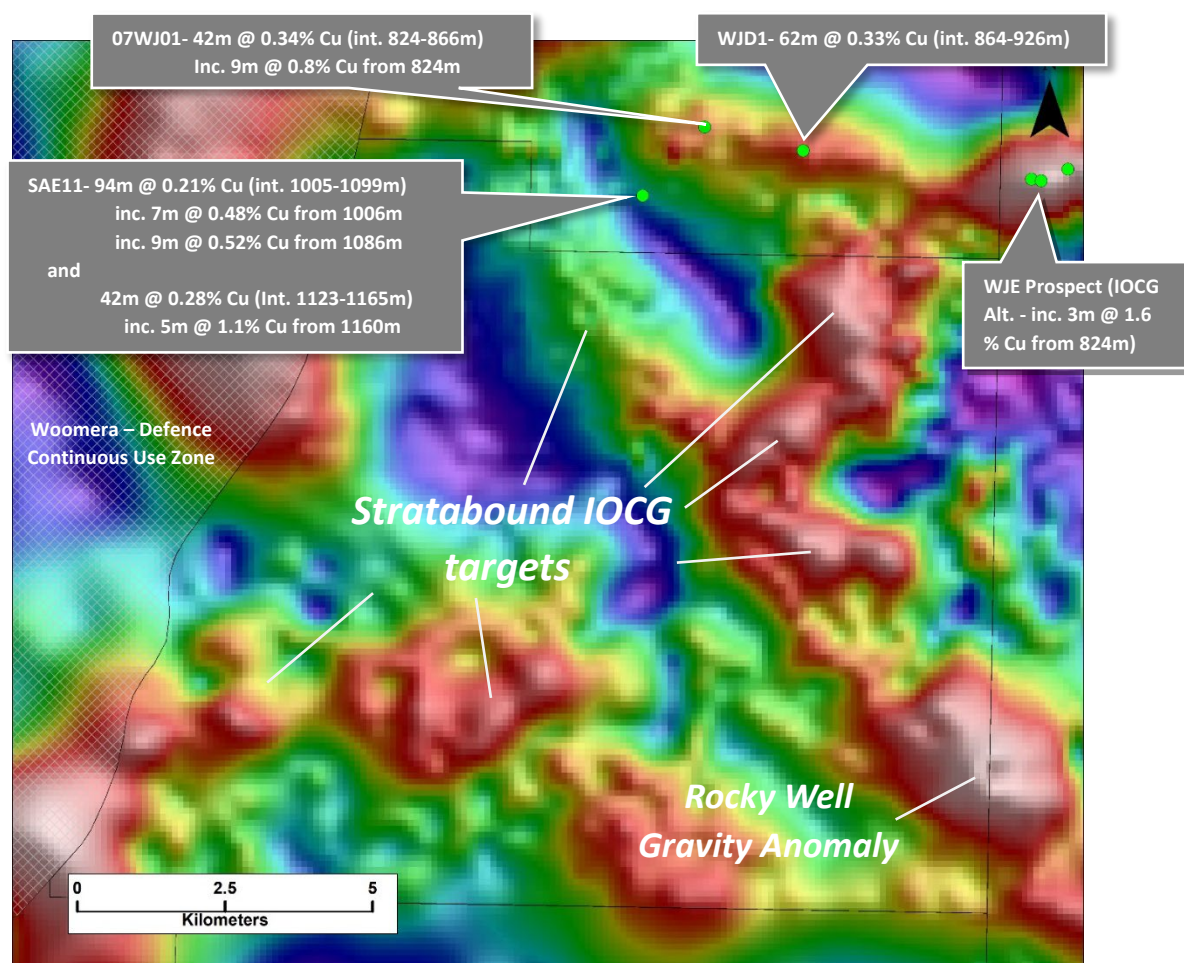 07WJ01- 42m @ 0.34% Cu (int. 824-866m)
Inc. 9m @ 0.8% Cu from 824m
WJD1- 62m @ 0.33% Cu (int. 864-926m)
SAE11- 94m @ 0.21% Cu (int. 1005-1099m)
inc. 7m @ 0.48% Cu from 1006m
inc. 9m @ 0.52% Cu from 1086m
and
42m @ 0.28% Cu (Int. 1123-1165m)
inc. 5m @ 1.1% Cu from 1160m
WJE Prospect (IOCG
Alt. - inc. 3m @ 1.6
% Cu from 824m)
Woomera – Defence
Continuous Use Zone
Stratabound IOCG
targets
Rocky Well
Gravity Anomaly
0 2.5 5
Kilometers